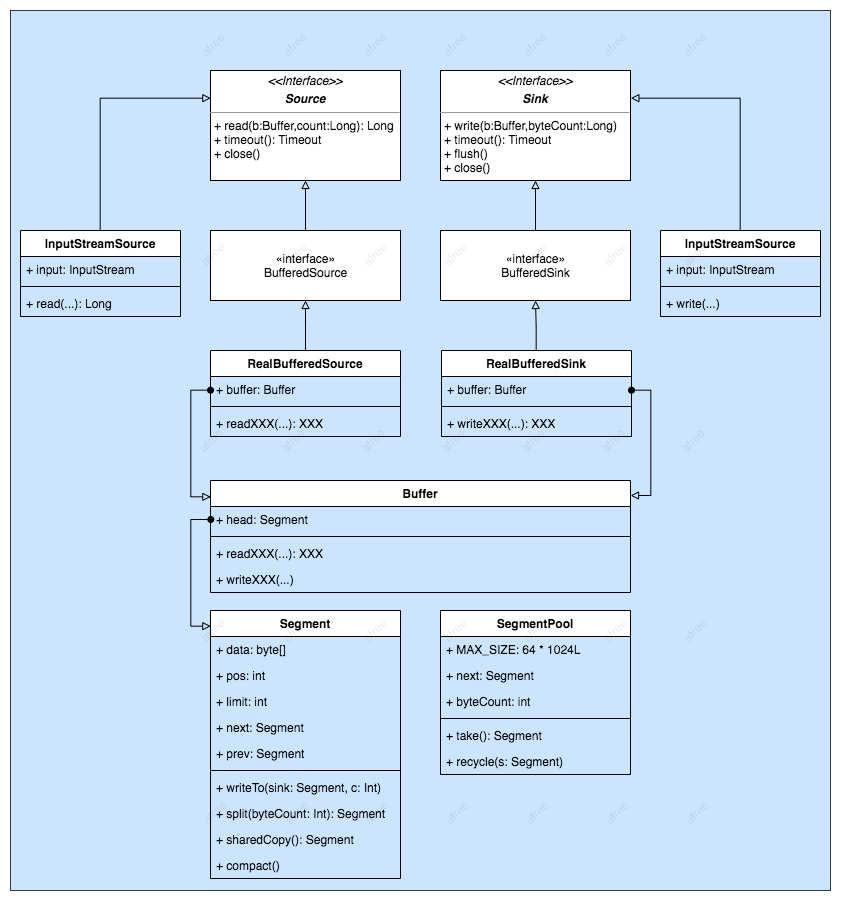 <<Interface>>
Source
+ read(b:Buffer,count:Long): Long
+ timeout(): Timeout
+ close()
<<Interface>>
Sink
+ write(b:Buffer,byteCount:Long)
+ timeout(): Timeout
+ flush()
+ close()
InputStreamSource
+ input: InputStream
+ read(...): Long
«interface»
BufferedSource
«interface»
BufferedSink
InputStreamSource
+ input: InputStream
+ write(...)
RealBufferedSource
+ buffer: Buffer
+ readXXX(...): XXX
RealBufferedSink
+ buffer: Buffer
+ writeXXX(...): XXX
Buffer
+ head: Segment
+ readXXX(...): XXX
+ writeXXX(...)
Segment
+ data: byte[]
+ pos: int
+ limit: int
+ next: Segment
+ prev: Segment
+ writeTo(sink: Segment, c: Int)
+ split(byteCount: Int): Segment
+ sharedCopy(): Segment
+ compact()
SegmentPool
+ MAX_SIZE: 64 * 1024L
+ next: Segment
+ byteCount: int
+ take(): Segment
+ recycle(s: Segment)